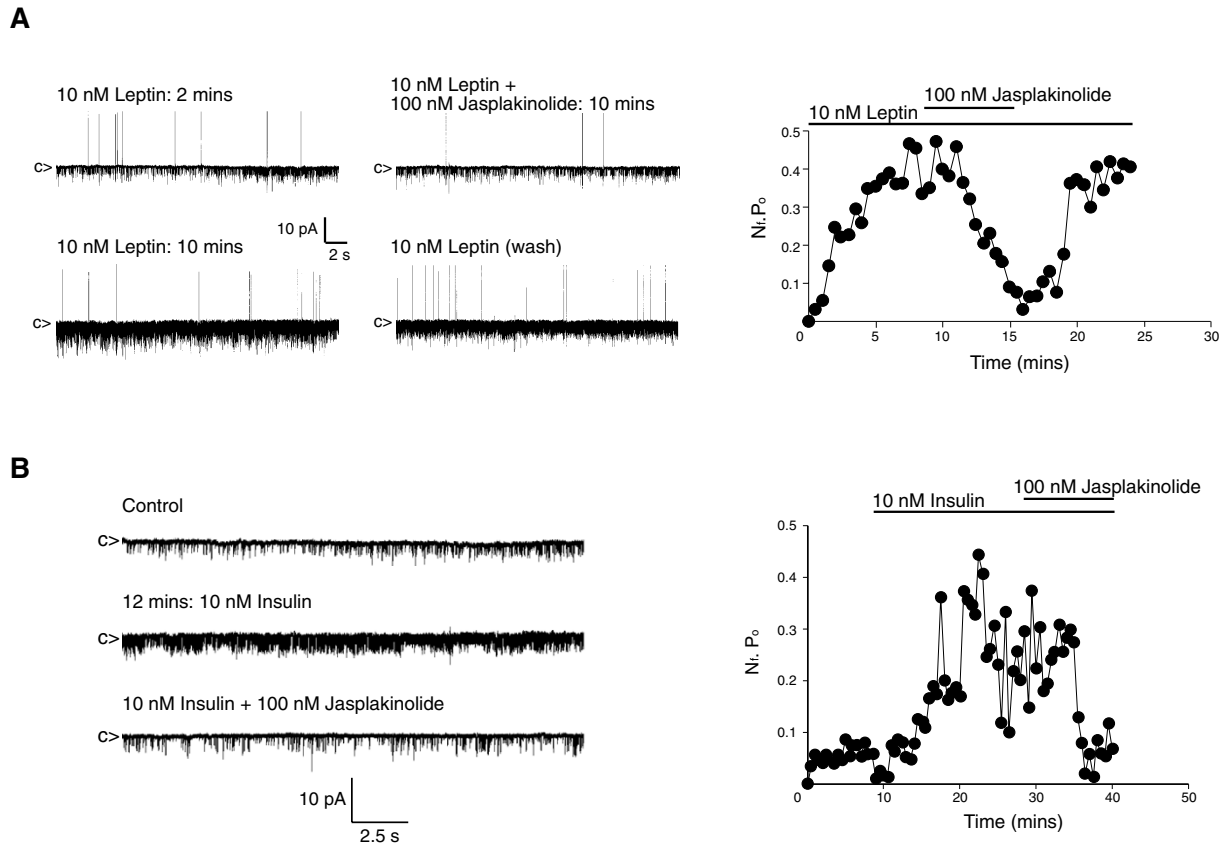 A
10 nM Leptin: 2 mins
c>
10 nM Leptin +
100 nM Jasplakinolide: 10 mins
c>
10 pA
2 s
10 nM Leptin: 10 mins
c>
10 nM Leptin (wash)
c>
100 nM Jasplakinolide
10 nM Leptin
0.5
0.4
0.3
0.2
0.1
Nf.Po
0 5 10 15 20 25 30
Time (mins)
B
Control
c>
12 mins: 10 nM Insulin
c>
10 nM Insulin + 100 nM Jasplakinolide
c>
10 pA
2.5 s
100 nM Jasplakinolide
10 nM Insulin
0.5
0.4
0.3
0.2
0.1
Nf. Po
0 10 20 30 40 50
Time (mins)